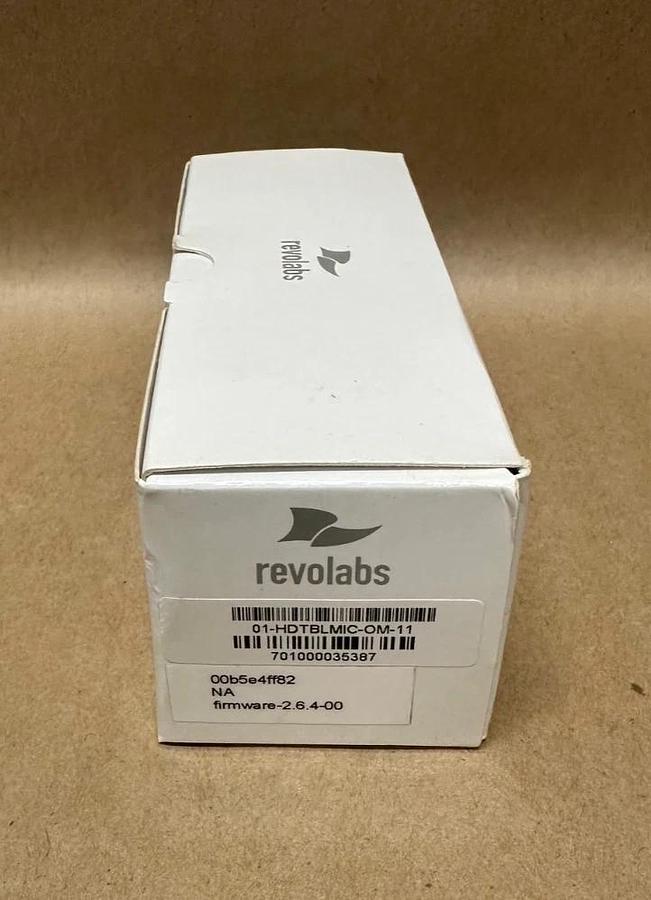 revolabs
revolabs
01-HDTBLMIC-OM-11
701000035387
00b5e4ff82
NA
firmware-2.6.4-00